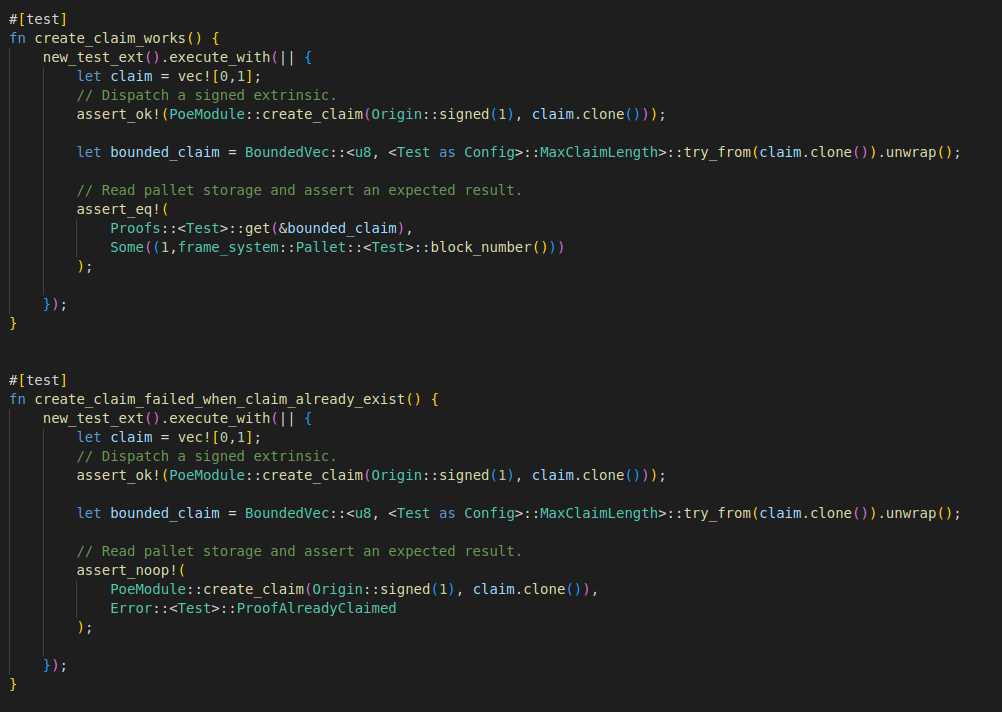 #[test]
fn create_claim_works() {
    new_test_ext().execute_with(|| {
        let claim = vec![0,1];
        // Dispatch a signed extrinsic.
        assert_ok!(PoeModule::create_claim(Origin::signed(1), claim.clone()));

        let bounded_claim = BoundedVec::<u8, <Test as Config>::MaxClaimLength>::try_from(claim.clone()).unwrap();

        // Read pallet storage and assert an expected result.
        assert_eq!(
            Proofs::<Test>::get(&bounded_claim),
            Some((1,frame_system::Pallet::<Test>::block_number()))
        );

    });
}


#[test]
fn create_claim_failed_when_claim_already_exist() {
    new_test_ext().execute_with(|| {
        let claim = vec![0,1];
        // Dispatch a signed extrinsic.
        assert_ok!(PoeModule::create_claim(Origin::signed(1), claim.clone()));

        let bounded_claim = BoundedVec::<u8, <Test as Config>::MaxClaimLength>::try_from(claim.clone()).unwrap();

        // Read pallet storage and assert an expected result.
        assert_noop!(
            PoeModule::create_claim(Origin::signed(1), claim.clone()),
            Error::<Test>::ProofAlreadyClaimed
        );

    });
}